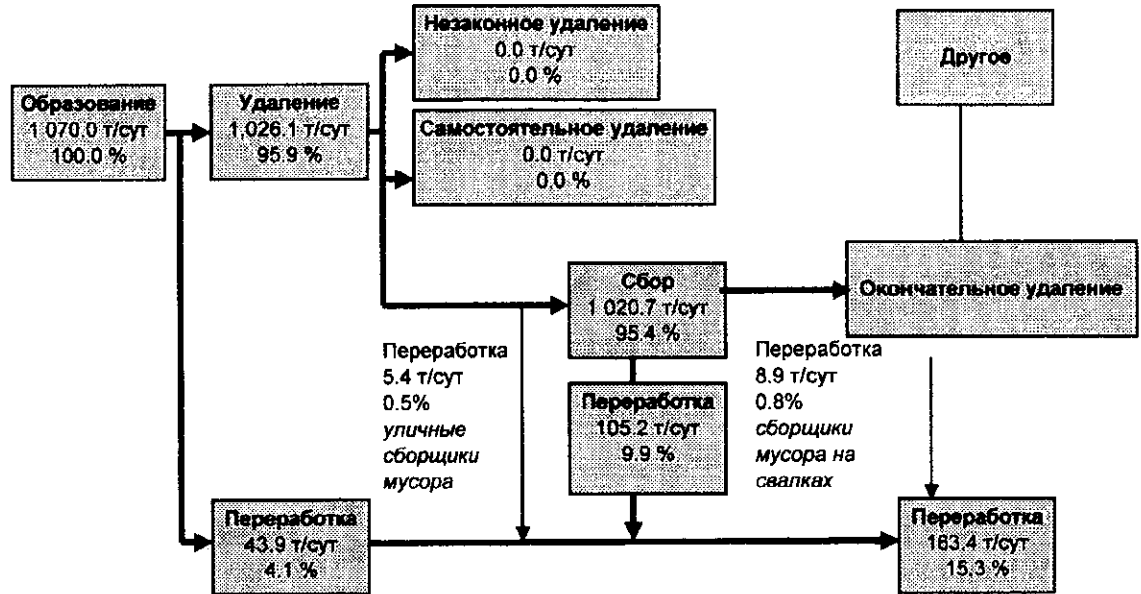 Незаконное удаление
0.0 т/сут
0.0 %
Другое
Образование
1 070.0 т/сут
100.0 %
Удаление
1,026.1 т/сут
95.9 %
Самостоятельное удаление
0.0 т/сут
0.0 %
Сбор
1 020.7 т/сут
95.4 %
Окончательное удаление
Переработка
5.4 т/сут
0.5%
уличные
сборщики
мусора
Переработка
105.2 т/сут
9.9 %
Переработка
8.9 т/сут
0.8%
сборщики
мусора на
свалках
Переработка
43.9 т/сут
4.1 %
Переработка
163.4 т/сут
15.3 %